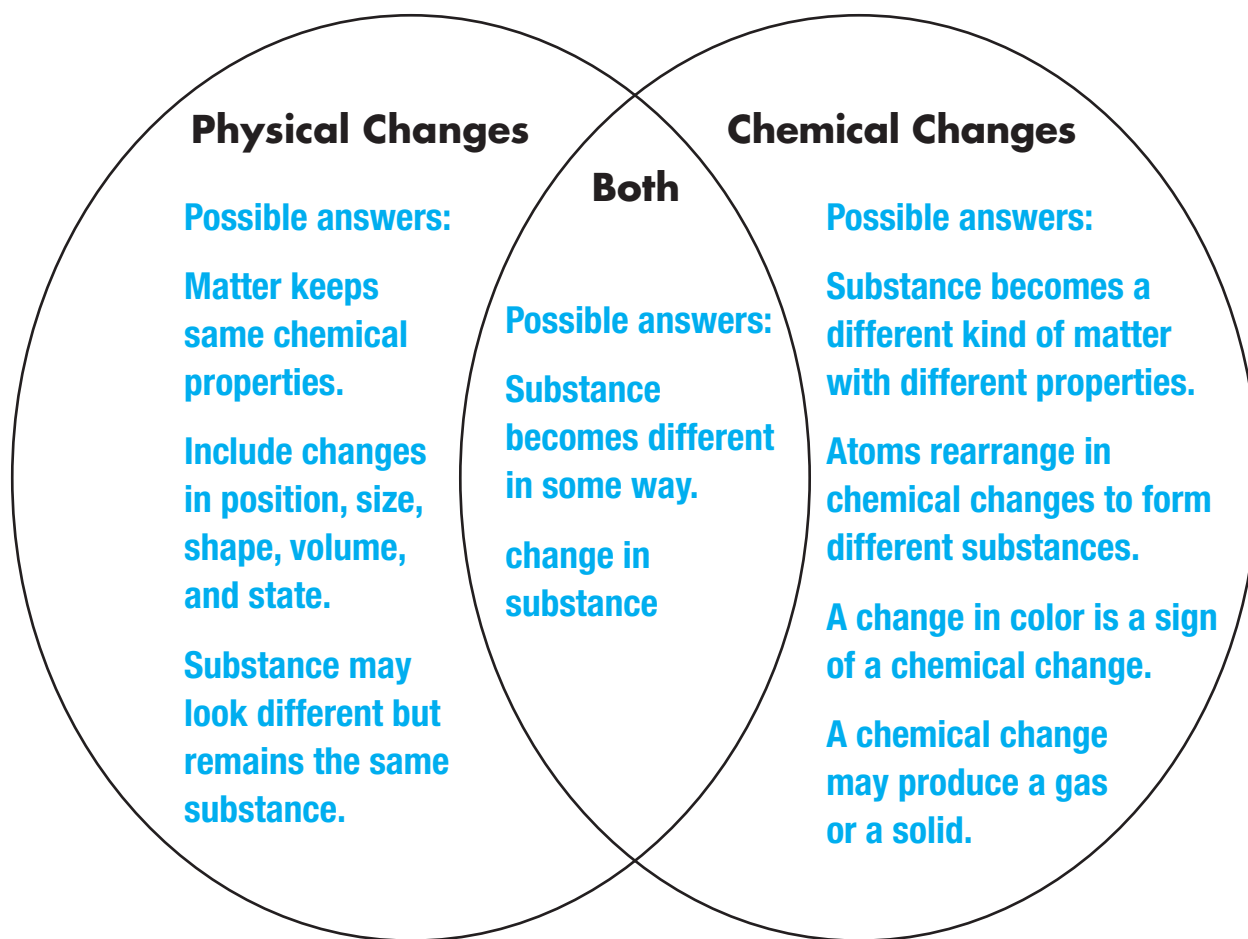 Physical Changes
Possible answers:
Matter keeps
same chemical
properties.
Include changes
in position, size,
shape, volume,
and state.
Substance may
look different but
remains the same
substance.
Both
Possible answers:
Substance
becomes different
in some way.
change in
substance
Chemical Changes
Possible answers:
Substance becomes a
different kind of matter
with different properties.
Atoms rearrange in
chemical changes to form
different substances.
A change in color is a sign
of a chemical change.
A chemical change
may produce a gas
or a solid.